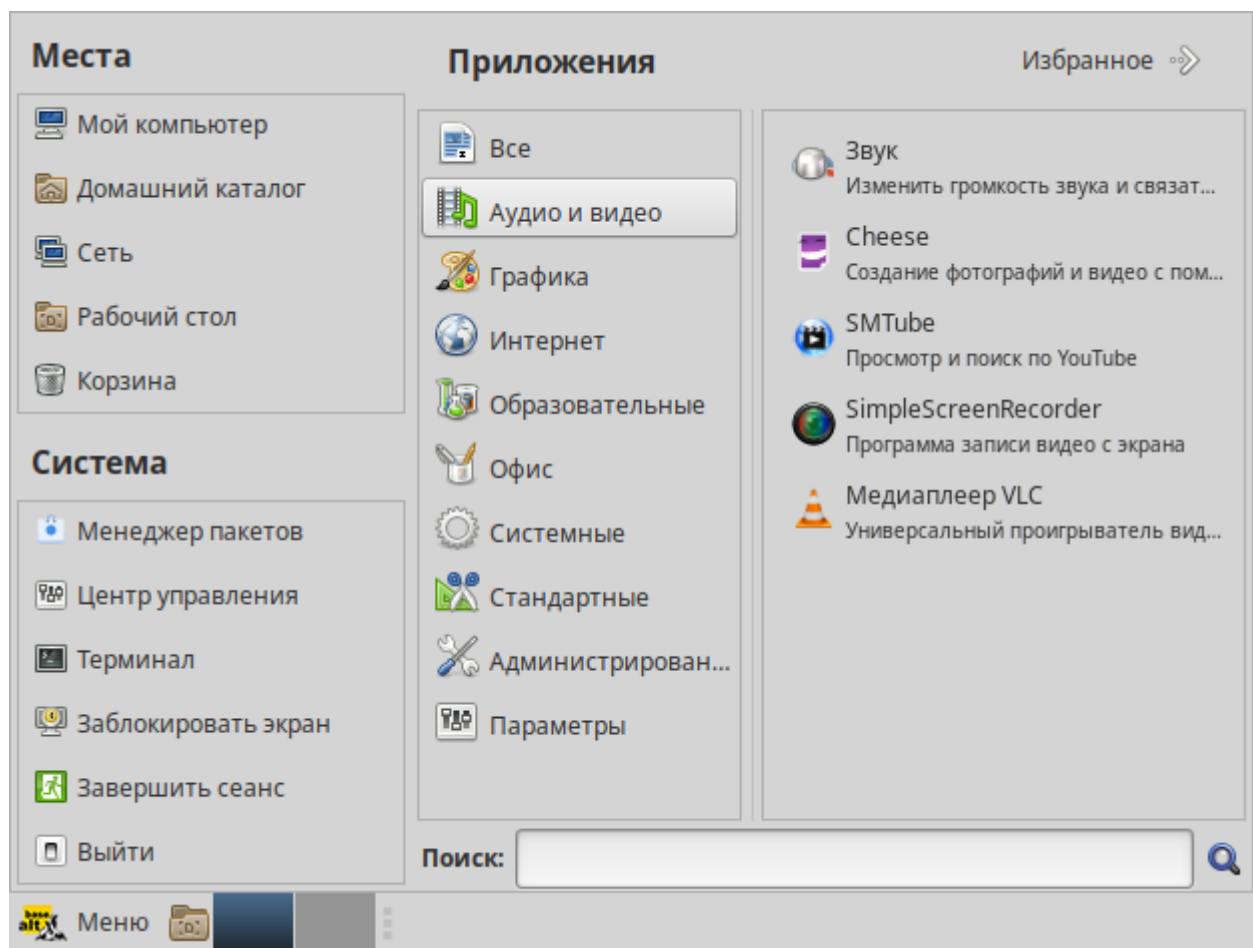 Места
Мой компьютер
Домашний каталог
Сеть
Рабочий стол
Корзина
Система
Менеджер пакетов
Центр управления
Терминал
Заблокировать экран
Завершить сеанс
Выйти
Приложения
Избранное
Все
Аудио и видео
Графика
Интернет
Образовательные
Офис
Системные
Стандартные
Администрирован...
Параметры
Звук
Изменить громкость звука и связат...
Cheese
Создание фотографий и видео с пом...
SMTube
Просмотр и поиск по YouTube
SimpleScreenRecorder
Программа записи видео с экрана
Медиаплеер VLC
Универсальный проигрыватель вид...
Поиск:
base
alt
Меню